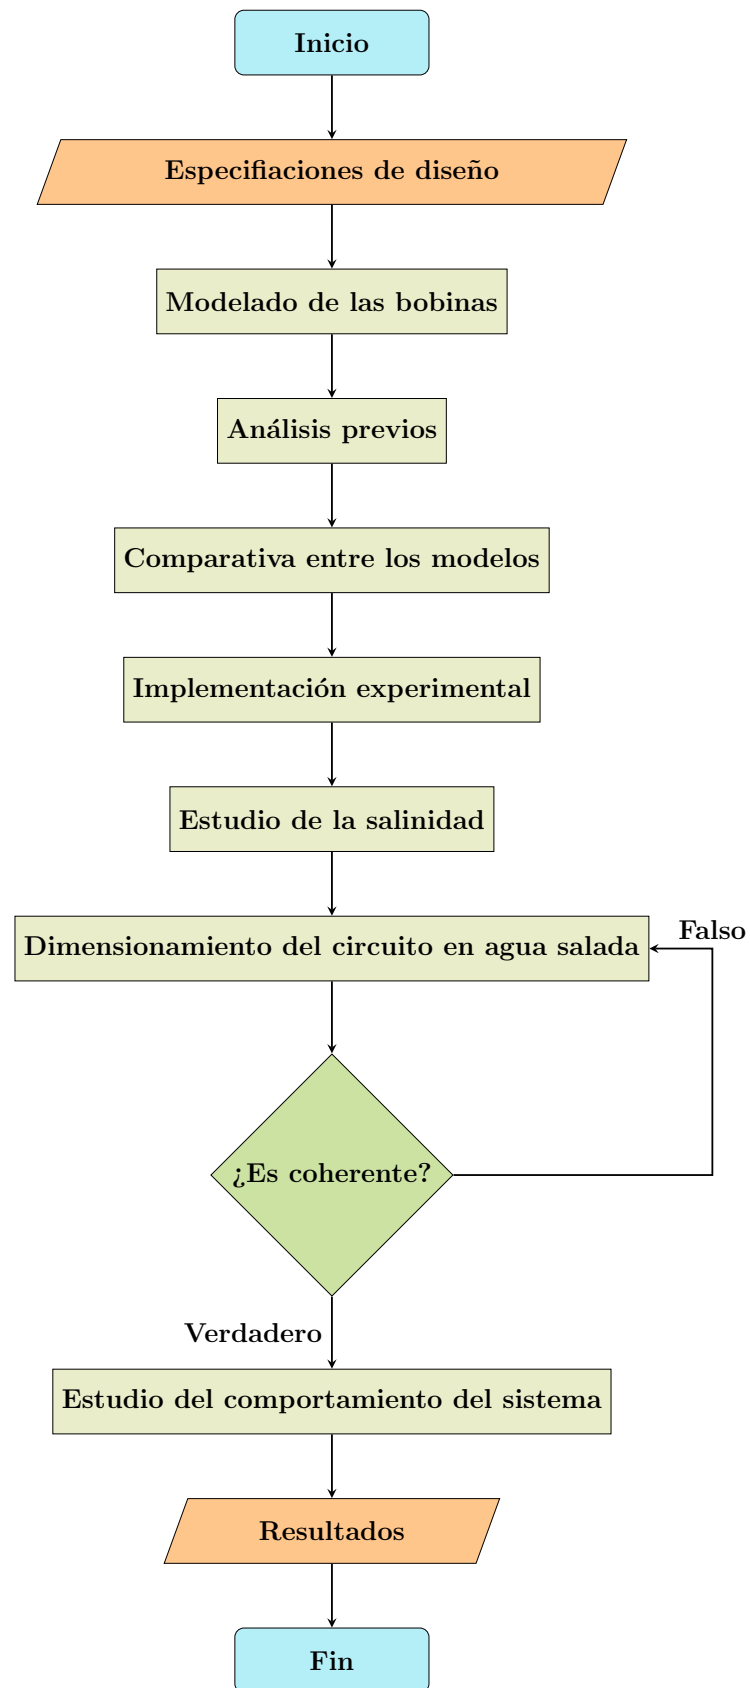 Inicio
Especifiaciones de diseño
Modelado de las bobinas
Análisis previos
Comparativa entre los modelos
Implementación experimental
Estudio de la salinidad
Dimensionamiento del circuito en agua salada
Falso
¿Es coherente?
Verdadero
Estudio del comportamiento del sistema
Resultados
Fin